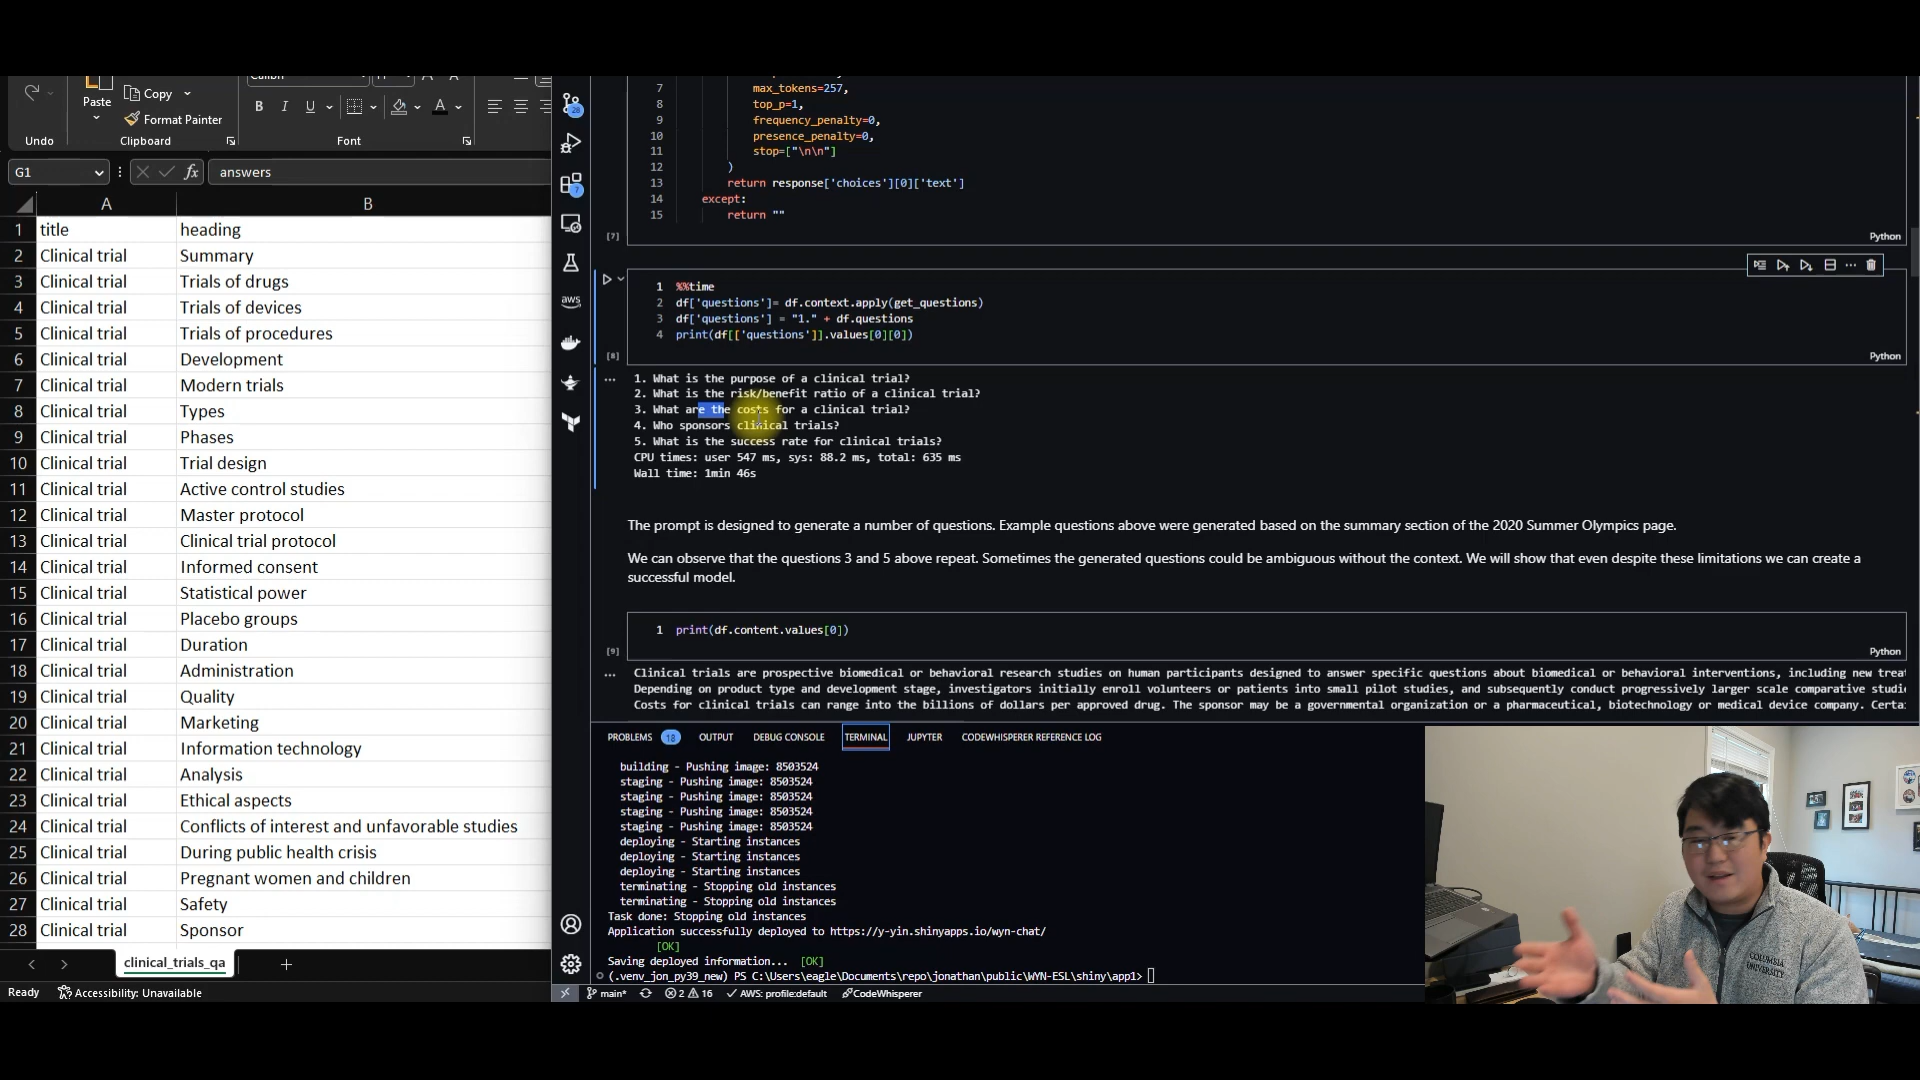 Calibri
Copy
Paste
Format Painter
B I U A
Undo
Clipboard
Font
G1
fx
answers
A
B
1 title heading
2 Clinical trial Summary
3 Clinical trial Trials of drugs
4 Clinical trial Trials of devices
5 Clinical trial Trials of procedures
6 Clinical trial Development
7 Clinical trial Modern trials
8 Clinical trial Types
9 Clinical trial Phases
10 Clinical trial Trial design
11 Clinical trial Active control studies
12 Clinical trial Master protocol
13 Clinical trial Clinical trial protocol
14 Clinical trial Informed consent
15 Clinical trial Statistical power
16 Clinical trial Placebo groups
17 Clinical trial Duration
18 Clinical trial Administration
19 Clinical trial Quality
20 Clinical trial Marketing
21 Clinical trial Information technology
22 Clinical trial Analysis
23 Clinical trial Ethical aspects
24 Clinical trial Conflicts of interest and unfavorable studies
25 Clinical trial During public health crisis
26 Clinical trial Pregnant women and children
27 Clinical trial Safety
28 Clinical trial Sponsor
clinical_trials_qa
Ready
Accessibility: Unavailable
28
7
aws
7 max_tokens=257,
8 top_p=1,
9 frequency_penalty=0,
10 presence_penalty=0,
11 stop=["\n\n"]
12 )
13 return response['choices'][0]['text']
14 except:
15 return ""
[7]
Python
1 %%time
2 df['questions']= df.context.apply(get_questions)
3 df['questions'] = "1." + df.questions
4 print(df[['questions']].values[0][0])
[8]
Python
1. What is the purpose of a clinical trial?
2. What is the risk/benefit ratio of a clinical trial?
3. What are the costs for a clinical trial?
4. Who sponsors clinical trials?
5. What is the success rate for clinical trials?
CPU times: user 547 ms, sys: 88.2 ms, total: 635 ms
Wall time: 1min 46s
The prompt is designed to generate a number of questions. Example questions above were generated based on the summary section of the 2020 Summer Olympics page.
We can observe that the questions 3 and 5 above repeat. Sometimes the generated questions could be ambiguous without the context. We will show that even despite these limitations we can create a
successful model.
1 print(df.content.values[0])
[9]
Python
Clinical trials are prospective biomedical or behavioral research studies on human participants designed to answer specific questions about biomedical or behavioral interventions, including new trea
Depending on product type and development stage, investigators initially enroll volunteers or patients into small pilot studies, and subsequently conduct progressively larger scale comparative studi
Costs for clinical trials can range into the billions of dollars per approved drug. The sponsor may be a governmental organization or a pharmaceutical, biotechnology or medical device company. Certa
PROBLEMS 18 OUTPUT DEBUG CONSOLE TERMINAL JUPYTER CODEWHISPERER REFERENCE LOG
building - Pushing image: 8503524
staging - Pushing image: 8503524
staging - Pushing image: 8503524
staging - Pushing image: 8503524
staging - Pushing image: 8503524
deploying - Starting instances
deploying - Starting instances
deploying - Starting instances
terminating - Stopping old instances
terminating - Stopping old instances
Task done: Stopping old instances
Application successfully deployed to https://y-yin.shinyapps.io/wyn-chat/
[OK]
Saving deployed information... [OK]
(.venv_jon_py39_new) PS C:\Users\eagle\Documents\repo\jonathan\public\WYN-ESL\shiny\app1>
main* 2 16 AWS: profile:default CodeWhisperer
COLUMBIA
UNIVERSITY